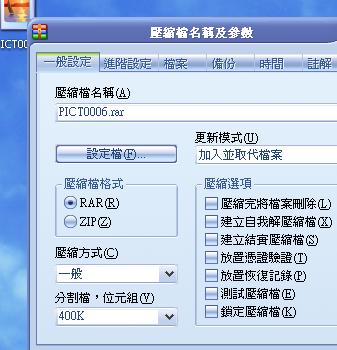 PICT00
壓縮檔名稱及參數
一般設定 進階設定 檔案 備份 時間 註解
壓縮檔名稱(A)
PICT0006.rar
更新模式(U)
設定檔(F)... 加入並取代檔案
壓縮檔格式 壓縮選項
RAR(R) 壓縮完將檔案刪除(L)
ZIP(Z) 建立自我解壓縮檔(X)
建立結實壓縮檔(S)
壓縮方式(C) 放置憑證驗證(T)
一般 放置恢復記錄(P)
分割檔，位元組(V) 測試壓縮檔(E)
400K 鎖定壓縮檔(K)